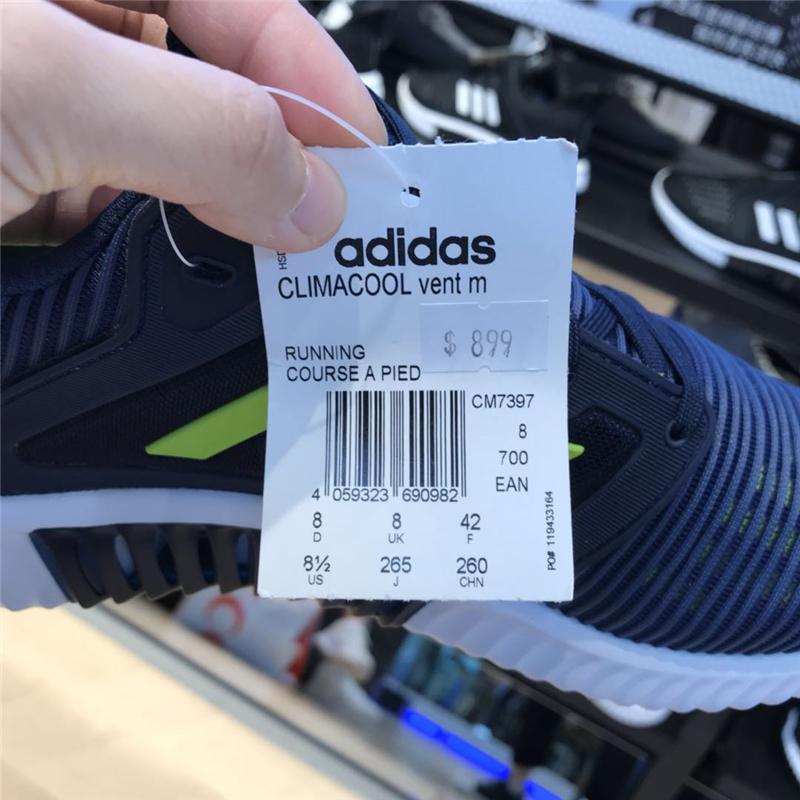 HSD
adidas
CLIMACOOL vent m
$ 899
RUNNING
COURSE A PIED
CM7397
8
700
EAN
4 059323 690982
8 8 42
D UK F
8½ 265 260
US J CHN
PO# 119433164